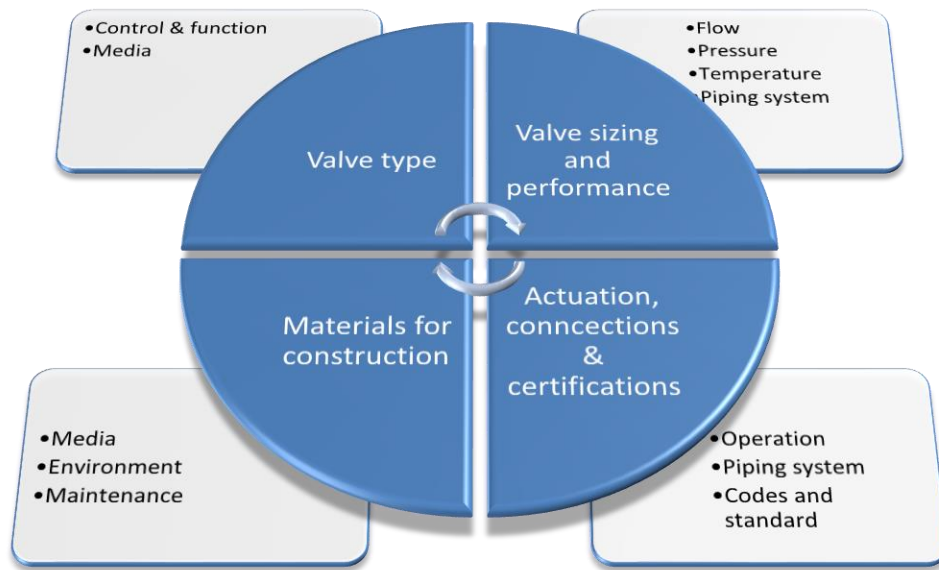 •Control & function
•Media
•Flow
•Pressure
•Temperature
•Piping system
Valve type
Valve sizing
and
performance
Materials for
construction
Actuation,
conncections
&
certifications
•Media
•Environment
•Maintenance
•Operation
•Piping system
•Codes and
standard